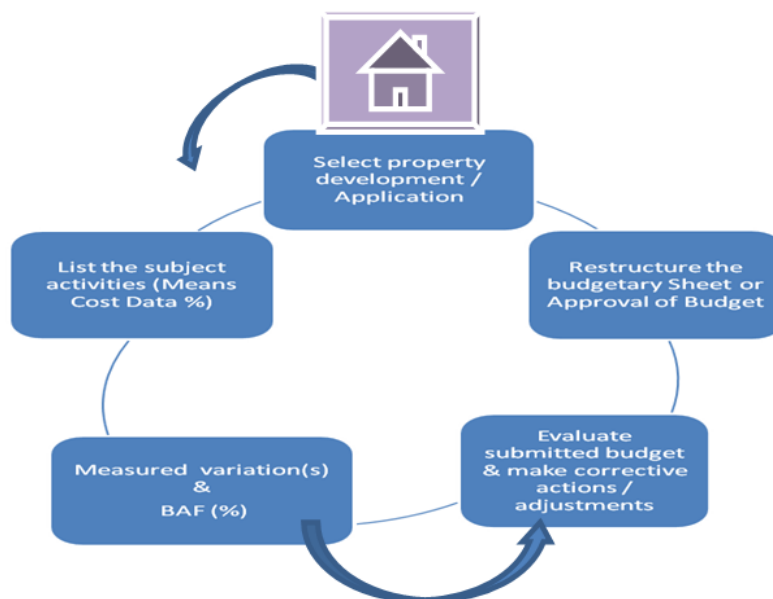 Select property
development /
Application
List the subject
activities (Means
Cost Data %)
Restructure the
budgetary Sheet or
Approval of Budget
Measured variation(s)
&
BAF (%)
Evaluate
submitted budget
& make corrective
actions /
adjustments